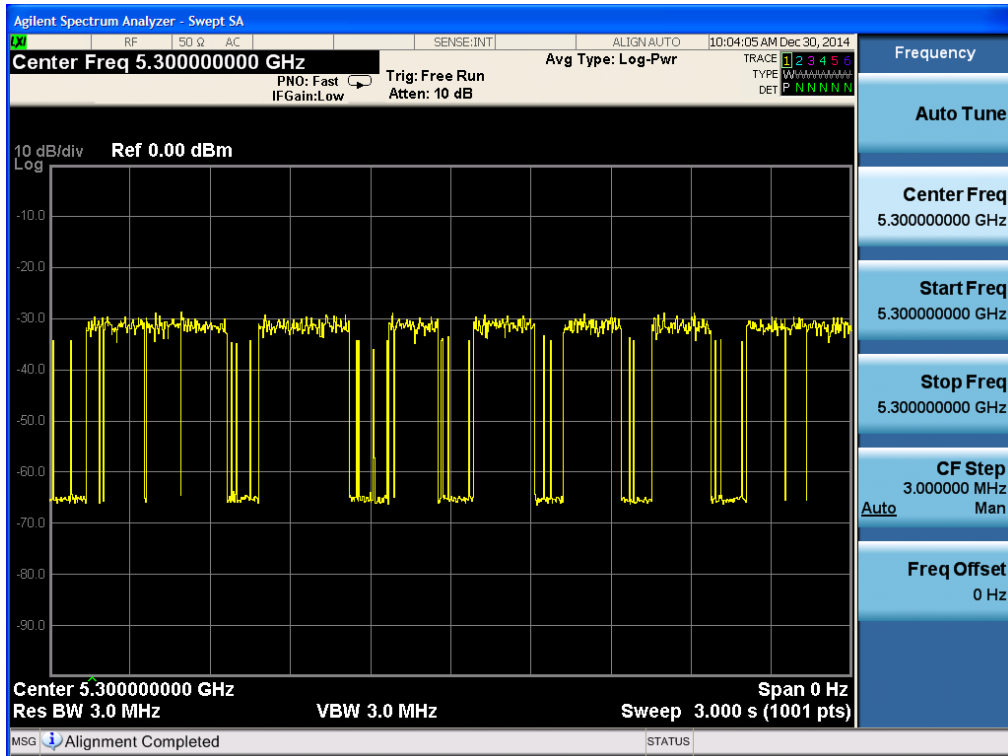 Agilent Spectrum Analyzer - Swept SA
LXI RF 50 Ω AC SENSE:INT ALIGN AUTO 10:04:05 AM Dec 30, 2014
Center Freq 5.300000000 GHz
PNO: Fast
IFGain:Low
Trig: Free Run
Atten: 10 dB
Avg Type: Log-Pwr
TRACE 1 2 3 4 5 6
TYPE
DET P N N N N N
10 dB/div Ref 0.00 dBm
Log
-10.0
-20.0
-30.0
-40.0
-50.0
-60.0
-70.0
-80.0
-90.0
Center 5.300000000 GHz Span 0 Hz
Res BW 3.0 MHz VBW 3.0 MHz Sweep 3.000 s (1001 pts)
MSG Alignment Completed STATUS
Frequency
Auto Tune
Center Freq
5.300000000 GHz
Start Freq
5.300000000 GHz
Stop Freq
5.300000000 GHz
CF Step
3.000000 MHz
Auto Man
Freq Offset
0 Hz